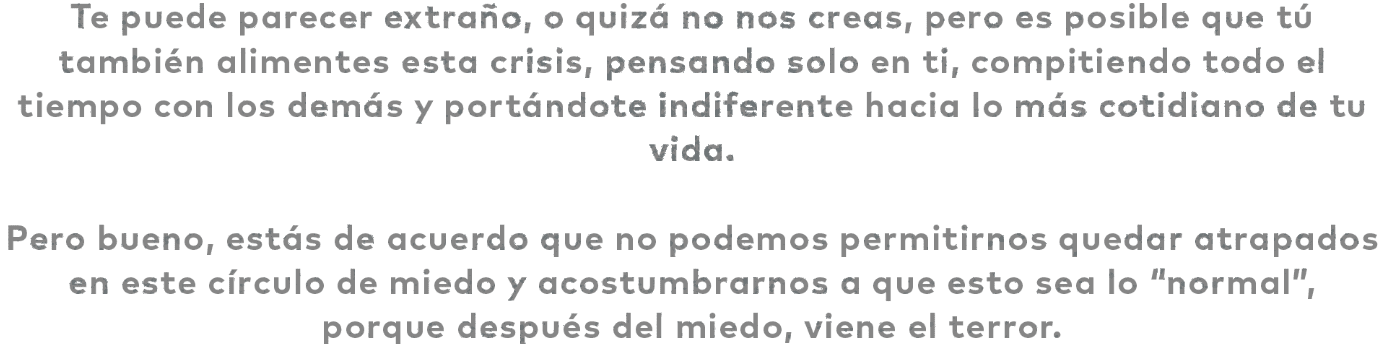 Te puede parecer extraño, o quizá no nos creas, pero es posible que tú
también alimentes esta crisis, pensando solo en ti, compitiendo todo el
tiempo con los demás y portándote indiferente hacia lo más cotidiano de tu
vida.
Pero bueno, estás de acuerdo que no podemos permitirnos quedar atrapados
en este círculo de miedo y acostumbrarnos a que esto sea lo “normal”,
porque después del miedo, viene el terror.